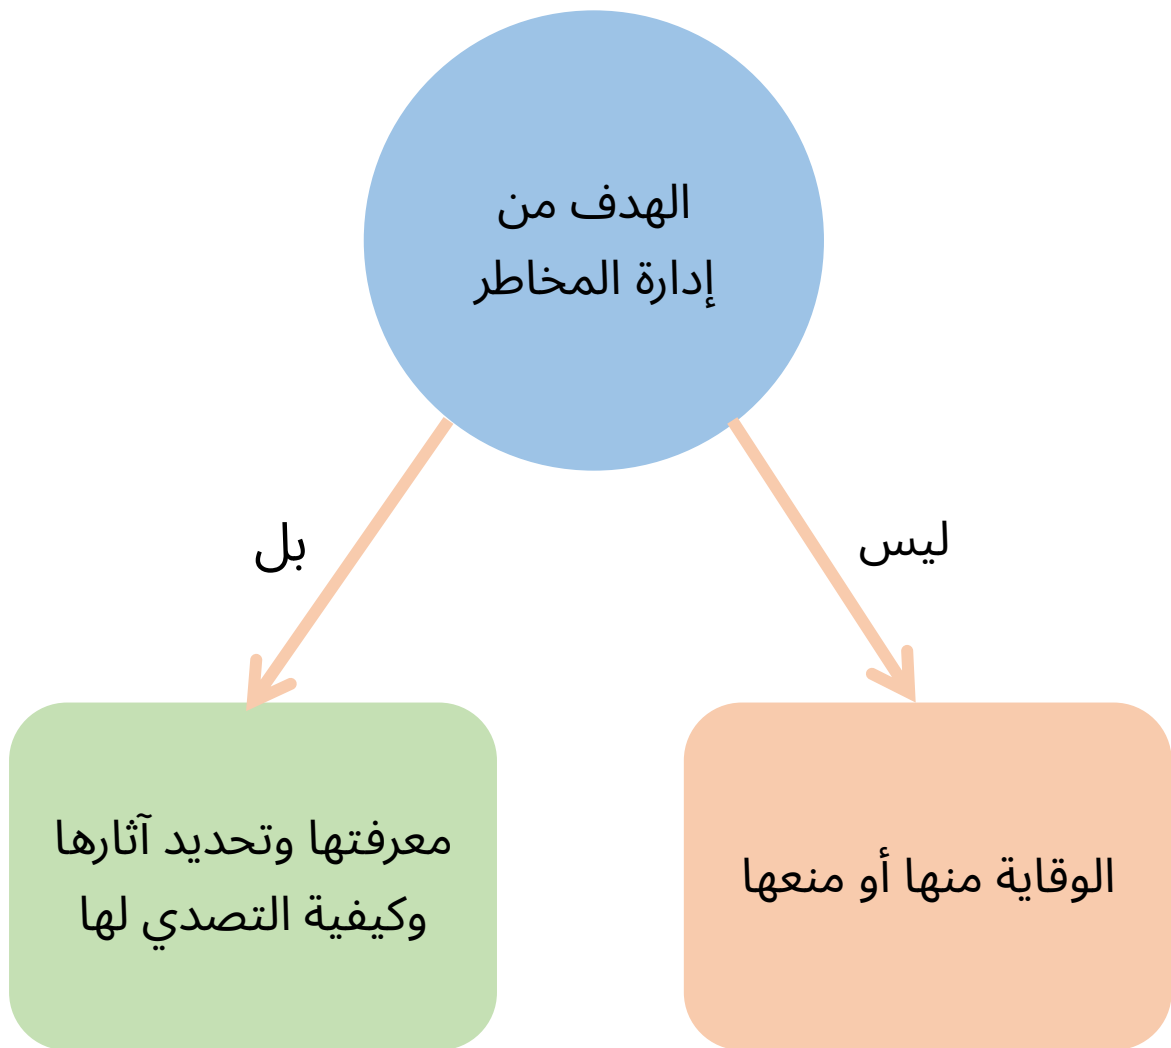 الهدف من
إدارة المخاطر
ليس
بل
الوقاية منها أو منعها
معرفتها وتحديد آثارها
وكيفية التصدي لها